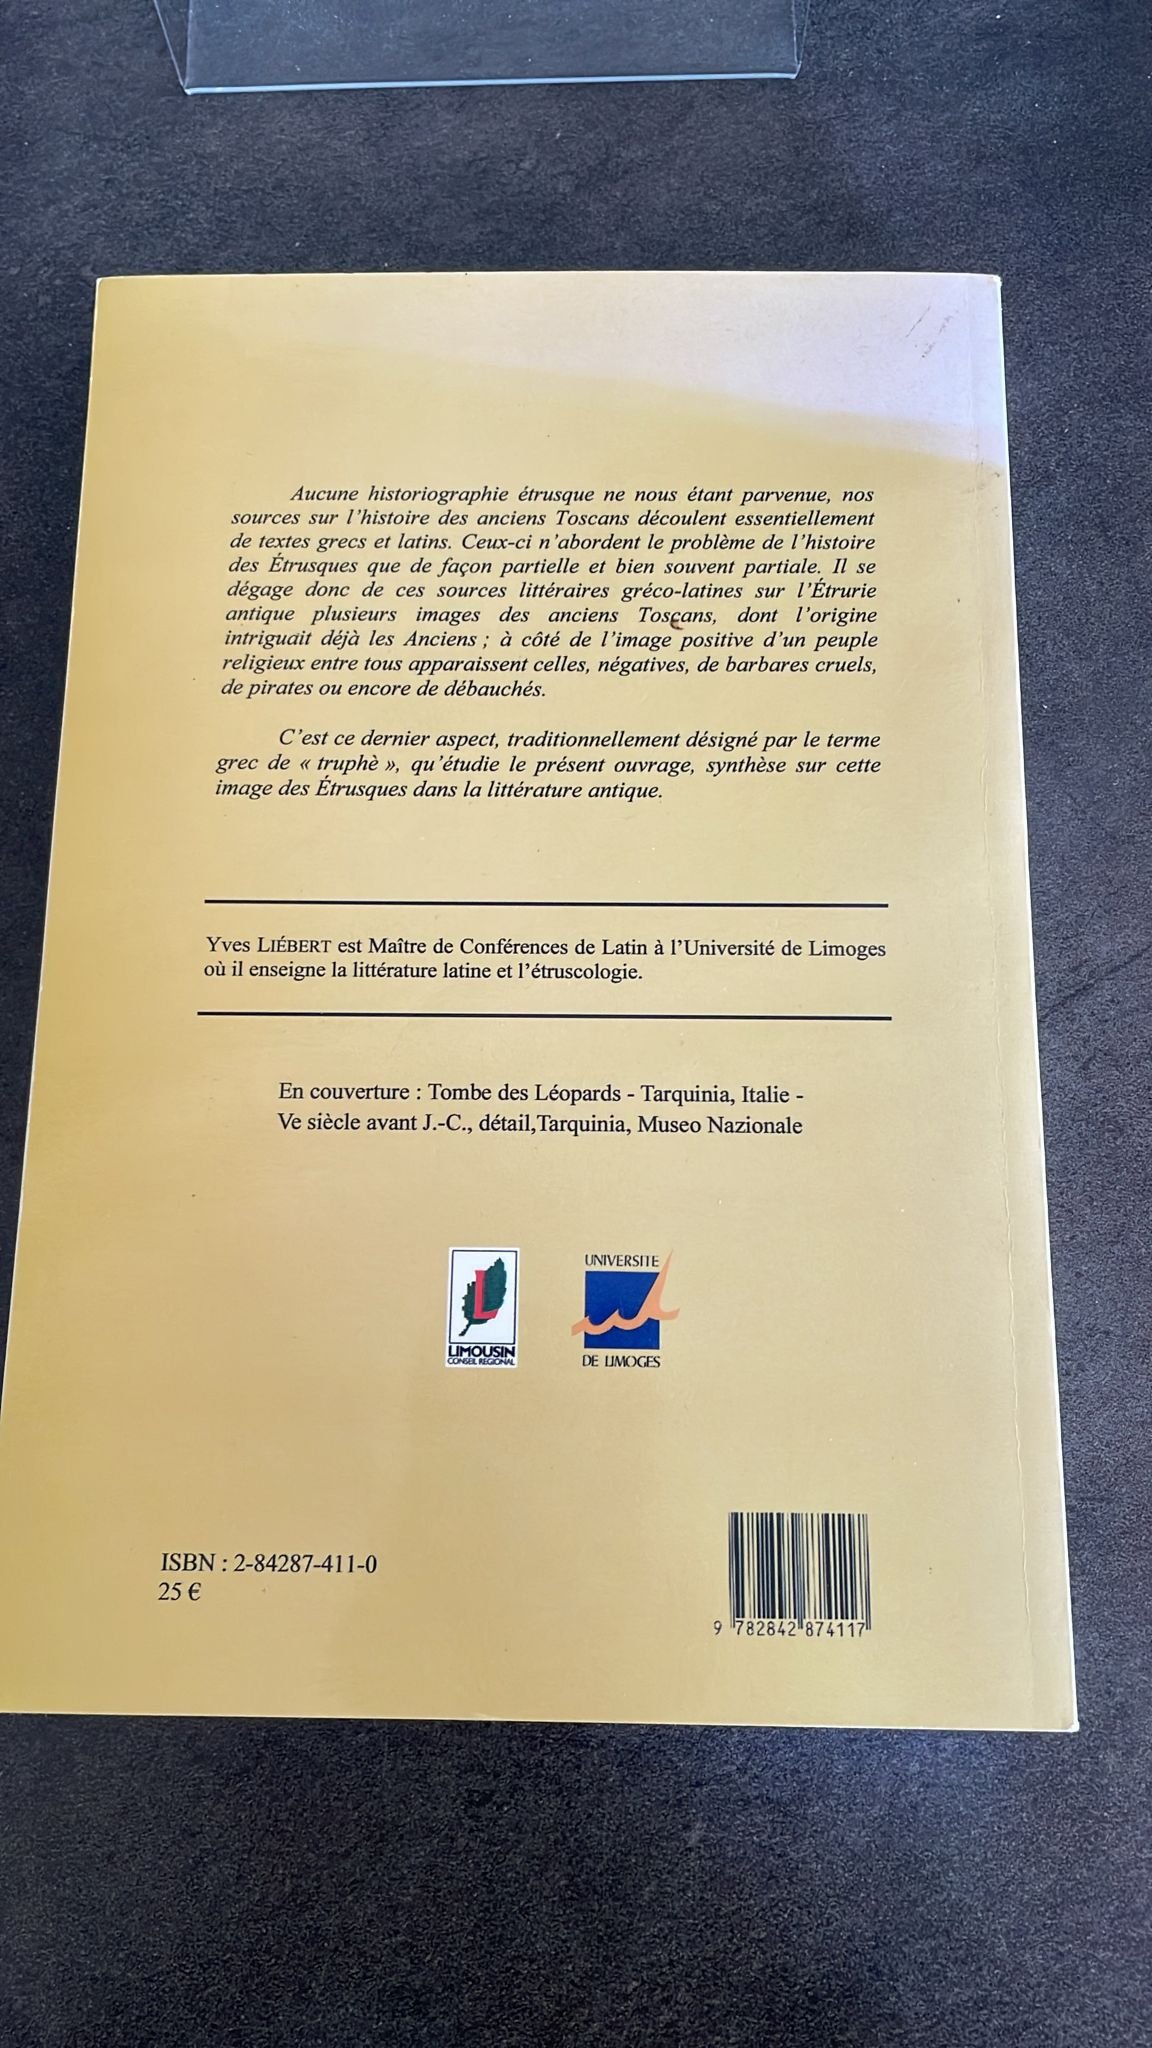 Aucune historiographie étrusque ne nous étant parvenue, nos
sources sur l'histoire des anciens Toscans découlent essentiellement
de textes grecs et latins. Ceux-ci n'abordent le problème de l'histoire
des Étrusques que de façon partielle et bien souvent partiale. Il se
dégage donc de ces sources littéraires gréco-latines sur l'Étrurie
antique plusieurs images des anciens Toscans, dont l'origine
intriguait déjà les Anciens ; à côté de l'image positive d'un peuple
religieux entre tous apparaissent celles, négatives, de barbares cruels,
de pirates ou encore de débauchés.
C'est ce dernier aspect, traditionnellement désigné par le terme
grec de « truphè », qu'étudie le présent ouvrage, synthèse sur cette
image des Étrusques dans la littérature antique.
Yves LIÉBERT est Maître de Conférences de Latin à l'Université de Limoges
où il enseigne la littérature latine et l'étruscologie.
En couverture : Tombe des Léopards - Tarquinia, Italie -
Ve siècle avant J.-C., détail,Tarquinia, Museo Nazionale
L
LIMOUSIN
CONSEIL REGIONAL
UNIVERSITE
ul
DE LIMOGES
ISBN : 2-84287-411-0
25 €
9 782842 874117